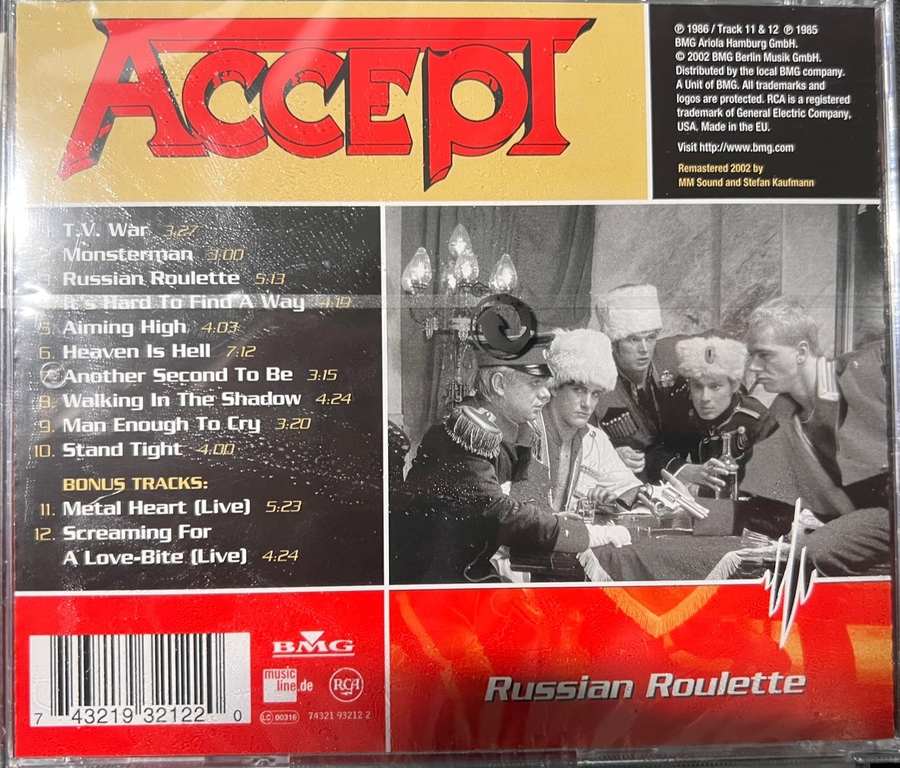 ACCEPT
℗ 1986 / Track 11 & 12 ℗ 1985
BMG Ariola Hamburg GmbH.
© 2002 BMG Berlin Musik GmbH.
Distributed by the local BMG company.
A Unit of BMG. All trademarks and
logos are protected. RCA is a registered
trademark of General Electric Company,
USA. Made in the EU.
Visit http://www.bmg.com
Remastered 2002 by
MM Sound and Stefan Kaufmann
T.V. War 3:27
Monsterman 3:00
Russian Roulette 5:13
It's Hard To Find A Way 4:19
5. Aiming High 4:03
6. Heaven Is Hell 7:12
7. Another Second To Be 3:15
8. Walking In The Shadow 4:24
9. Man Enough To Cry 3:20
10. Stand Tight 4:00
BONUS TRACKS:
11. Metal Heart (Live) 5:23
12. Screaming For
A Love-Bite (Live) 4:24
7 43219 32122 0
BMG
music
line.de
RCA
LC 00316
74321 93212 2
Russian Roulette